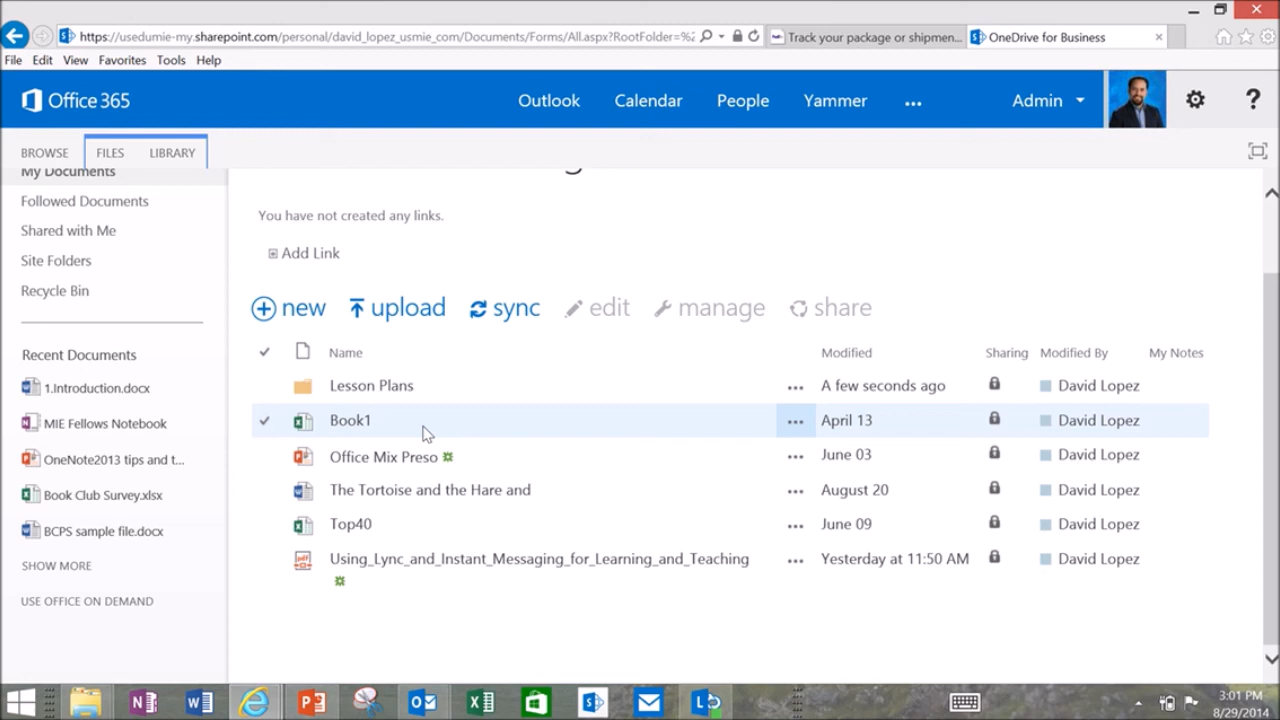 https://usedumie-my.sharepoint.com/personal/david_lopez_usmie_com/Documents/Forms/All.aspx?RootFolder=%2
Track your package or shipmen...
OneDrive for Business
File Edit View Favorites Tools Help
Office 365
Outlook Calendar People Yammer ...
Admin
?
BROWSE FILES LIBRARY
My Documents
Followed Documents
Shared with Me
Site Folders
Recycle Bin
Recent Documents
1.Introduction.docx
MIE Fellows Notebook
OneNote2013 tips and t...
Book Club Survey.xlsx
BCPS sample file.docx
SHOW MORE
USE OFFICE ON DEMAND
You have not created any links.
Add Link
new upload sync edit manage share
Name Modified Sharing Modified By My Notes
Lesson Plans ... A few seconds ago David Lopez
Book1 ... April 13 David Lopez
Office Mix Preso ... June 03 David Lopez
The Tortoise and the Hare and ... August 20 David Lopez
Top40 ... June 09 David Lopez
Using_Lync_and_Instant_Messaging_for_Learning_and_Teaching ... Yesterday at 11:50 AM David Lopez
3:01 PM
8/29/2014